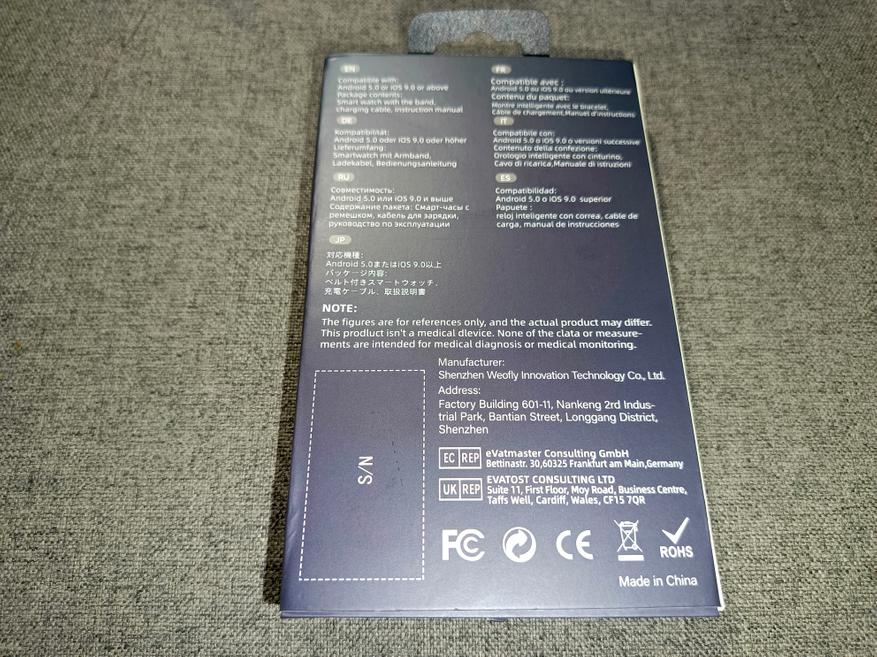 EN
Compatible with:
Android 5.0 or iOS 9.0 or above
Package contents:
Smart watch with the band,
charging cable, instruction manual
DE
Kompatibilität:
Android 5.0 oder iOS 9.0 oder höher
Lieferumfang:
Smartwatch mit Armband,
Ladekabel, Bedienungsanleitung
RU
Совместимость:
Android 5.0 или iOS 9.0 и выше
Содержание пакета: Смарт-часы с
ремешком, кабель для зарядки,
руководство по эксплуатации
JP
対応機種:
Android 5.0またはiOS 9.0以上
パッケージ内容:
ベルト付きスマートウォッチ.
充電ケーブル、取扱説明書
FR
Compatible avec :
Android 5.0 ou iOS 9.0 ou version ultérieure
Contenu du paquet:
Montre intelligente avec le bracelet,
Câble de chargement,Manuel d'instructions
IT
Compatibile con:
Android 5.0 o iOS 9.0 o versioni successive
Contenuto della confezione:
Orologio intelligente con cinturino,
Cavo di ricarica,Manuale di istruzioni
ES
Compatibilidad:
Android 5.0 o iOS 9.0 superior
Paquete :
reloj inteligente con correa, cable de
carga, manual de instrucciones
NOTE:
The figures are for references only, and the actual product may differ.
This prodluct isn't a medical dlevice. None of the clata or measure-
ments are intended for medical diagnosis or medical monitoring.
S/N
Manufacturer:
Shenzhen Weofly Innovation Technology Co., Ltd.
Address:
Factory Building 601-11, Nankeng 2rd Indus-
trial Park, Bantian Street, Longgang District,
Shenzhen
EC REP
eVatmaster Consulting GmbH
Bettinastr. 30,60325 Frankfurt am Main,Germany
UK REP
EVATOST CONSULTING LTD
Suite 11, First Floor, Moy Road, Business Centre,
Taffs Well, Cardiff, Wales, CF15 7QR
FC CE ROHS
Made in China